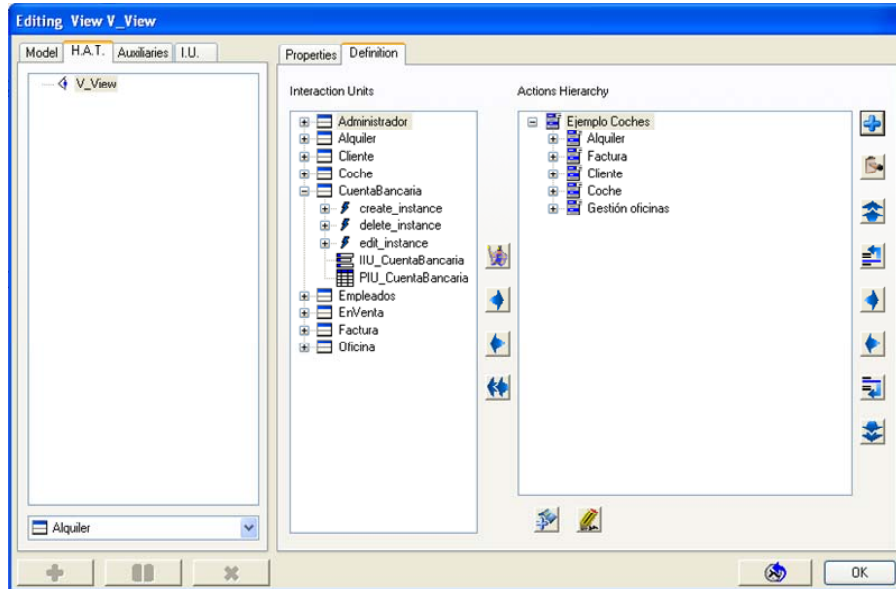 Editing View V_View
Model H.A.T. Auxiliaries I.U.
V_View
Alquiler
Properties Definition
Interaction Units
Administrador
Alquiler
Cliente
Coche
CuentaBancaria
create_instance
delete_instance
edit_instance
IIU_CuentaBancaria
PIU_CuentaBancaria
Empleados
EnVenta
Factura
Oficina
Actions Hierarchy
Ejemplo Coches
Alquiler
Factura
Cliente
Coche
Gestión oficinas
OK